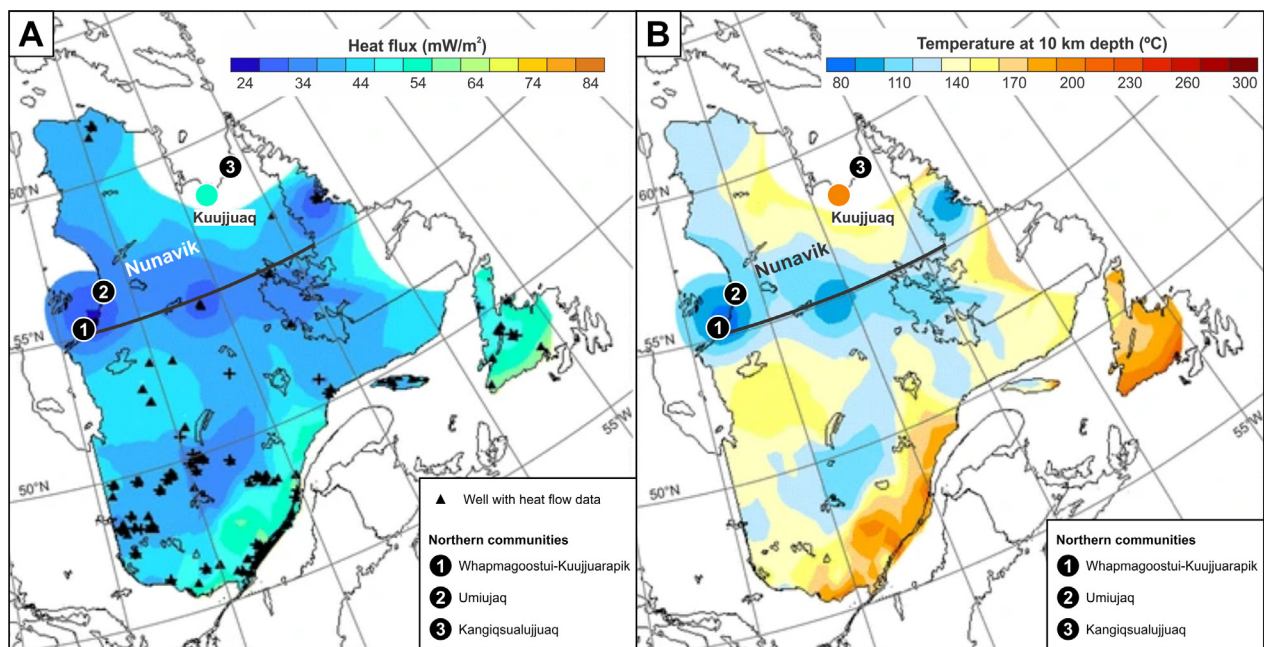 A
Heat flux (mW/m²)
24 34 44 54 64 74 84
3
60°N
Kuujjuaq
Nunavik
2
1
55°N
50°N
55°W
▲ Well with heat flow data
Northern communities
1 Whapmagoostui-Kuujjuarapik
2 Umiujaq
3 Kangiqsualujjuaq
B
Temperature at 10 km depth (ºC)
80 110 140 170 200 230 260 300
3
60°N
Kuujjuaq
Nunavik
2
1
55°N
50°N
55°W
Northern communities
1 Whapmagoostui-Kuujjuarapik
2 Umiujaq
3 Kangiqsualujjuaq